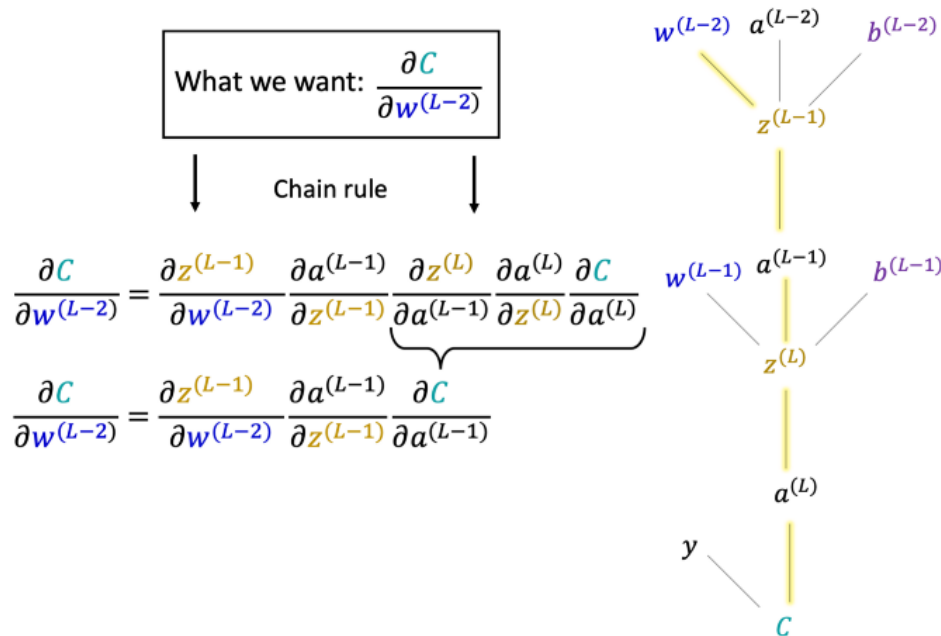 What we want: ∂C/∂w^(L-2)
Chain rule
∂C/∂w^(L-2) = ∂z^(L-1)/∂w^(L-2) ∂a^(L-1)/∂z^(L-1) ∂z^(L)/∂a^(L-1) ∂a^(L)/∂z^(L) ∂C/∂a^(L)
∂C/∂w^(L-2) = ∂z^(L-1)/∂w^(L-2) ∂a^(L-1)/∂z^(L-1) ∂C/∂a^(L-1)
w^(L-2) a^(L-2) b^(L-2)
z^(L-1)
w^(L-1) a^(L-1) b^(L-1)
z^(L)
a^(L)
y
C